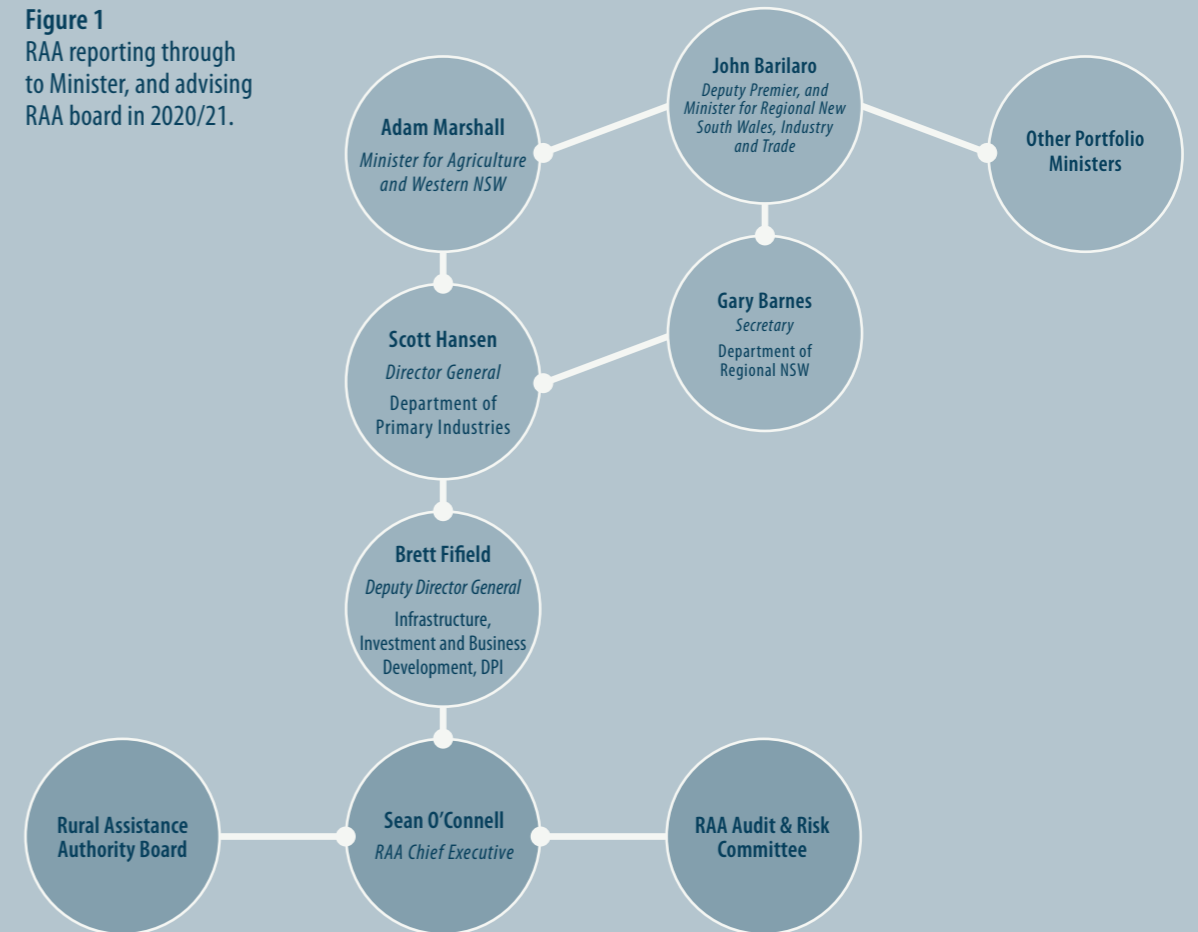 Figure 1
RAA reporting through
to Minister, and advising
RAA board in 2020/21.
John Barilaro
Deputy Premier, and
Minister for Regional New
South Wales, Industry
and Trade
Adam Marshall
Minister for Agriculture
and Western NSW
Other Portfolio
Ministers
Gary Barnes
Secretary
Department of
Regional NSW
Scott Hansen
Director General
Department of
Primary Industries
Brett Fifield
Deputy Director General
Infrastructure,
Investment and Business
Development, DPI
Rural Assistance
Authority Board
Sean O'Connell
RAA Chief Executive
RAA Audit & Risk
Committee